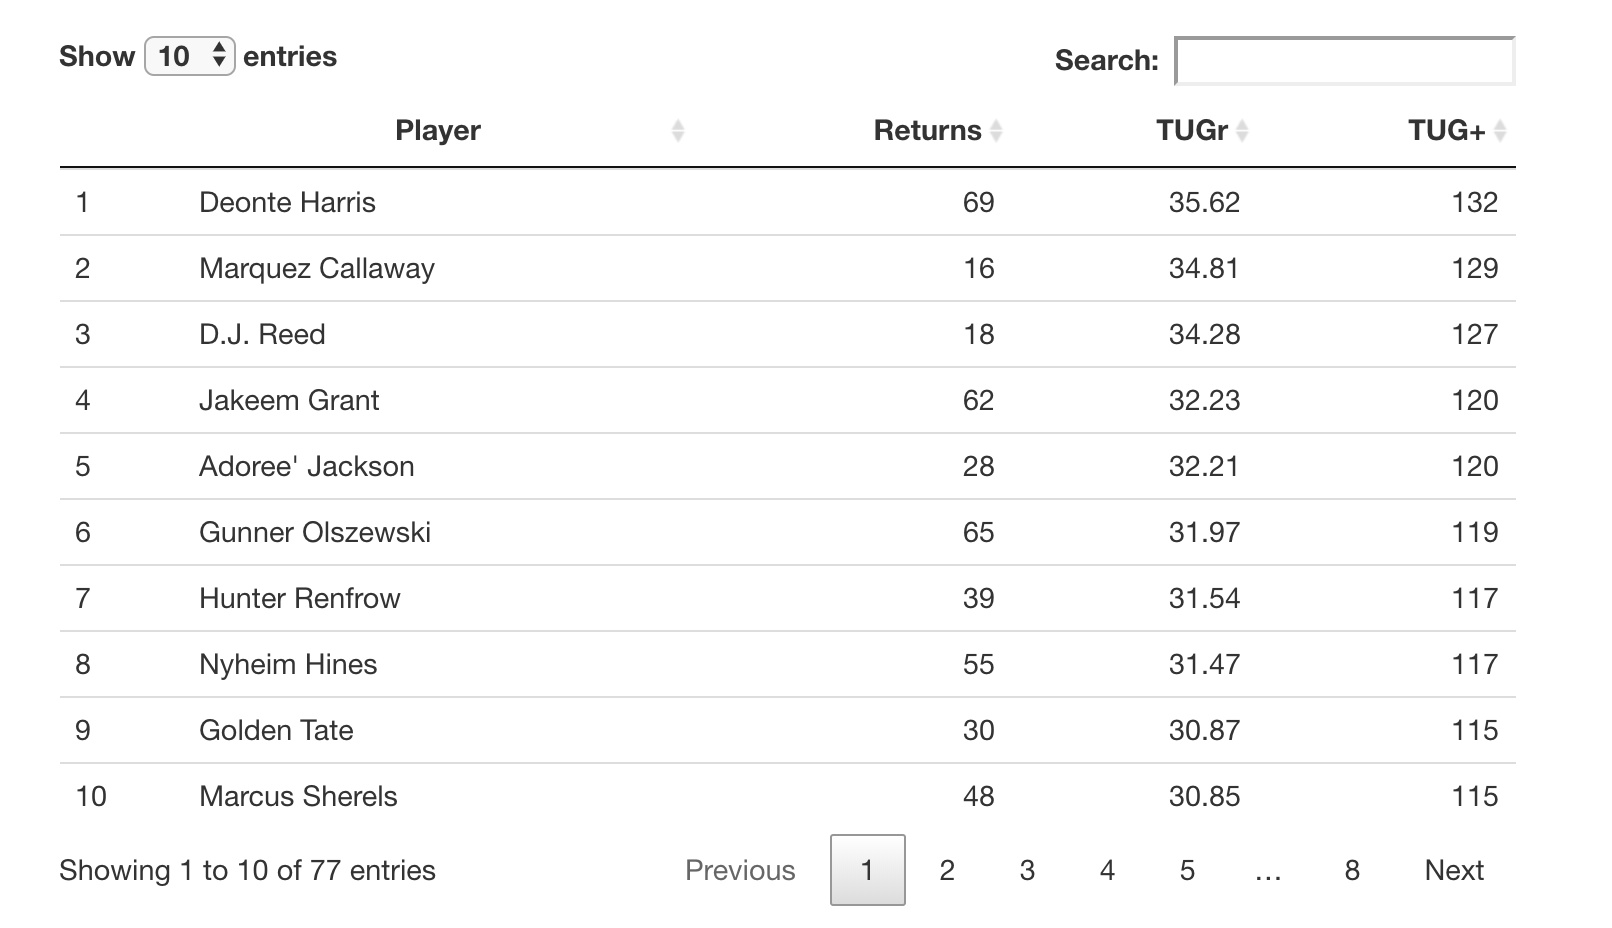 Show 10 entries Search:
Player Returns TUGr TUG+
1 Deonte Harris 69 35.62 132
2 Marquez Callaway 16 34.81 129
3 D.J. Reed 18 34.28 127
4 Jakeem Grant 62 32.23 120
5 Adoree' Jackson 28 32.21 120
6 Gunner Olszewski 65 31.97 119
7 Hunter Renfrow 39 31.54 117
8 Nyheim Hines 55 31.47 117
9 Golden Tate 30 30.87 115
10 Marcus Sherels 48 30.85 115
Showing 1 to 10 of 77 entries Previous 1 2 3 4 5 … 8 Next